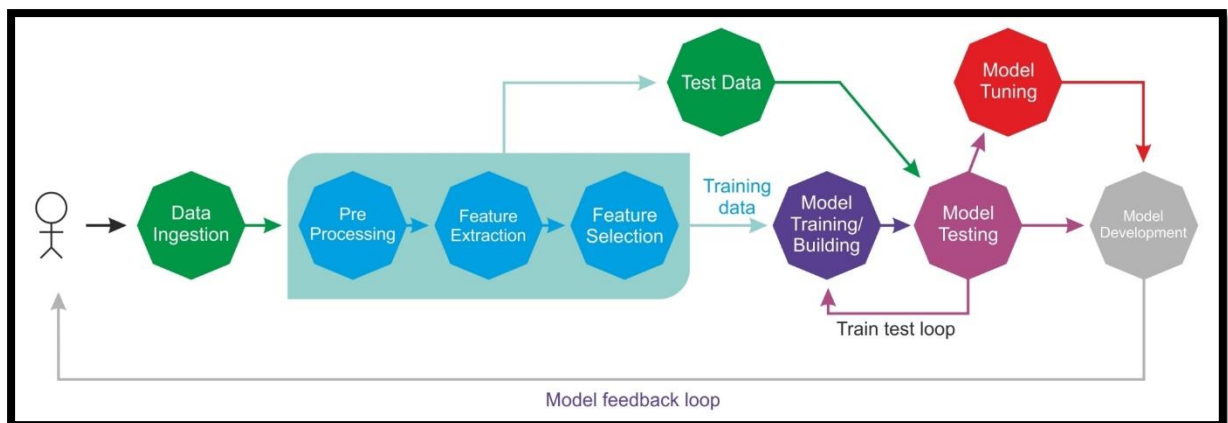 Test Data
Model
Tuning
Data
Ingestion
Pre
Processing
Feature
Extraction
Feature
Selection
Training
data
Model
Training/
Building
Model
Testing
Model
Development
Train test loop
Model feedback loop